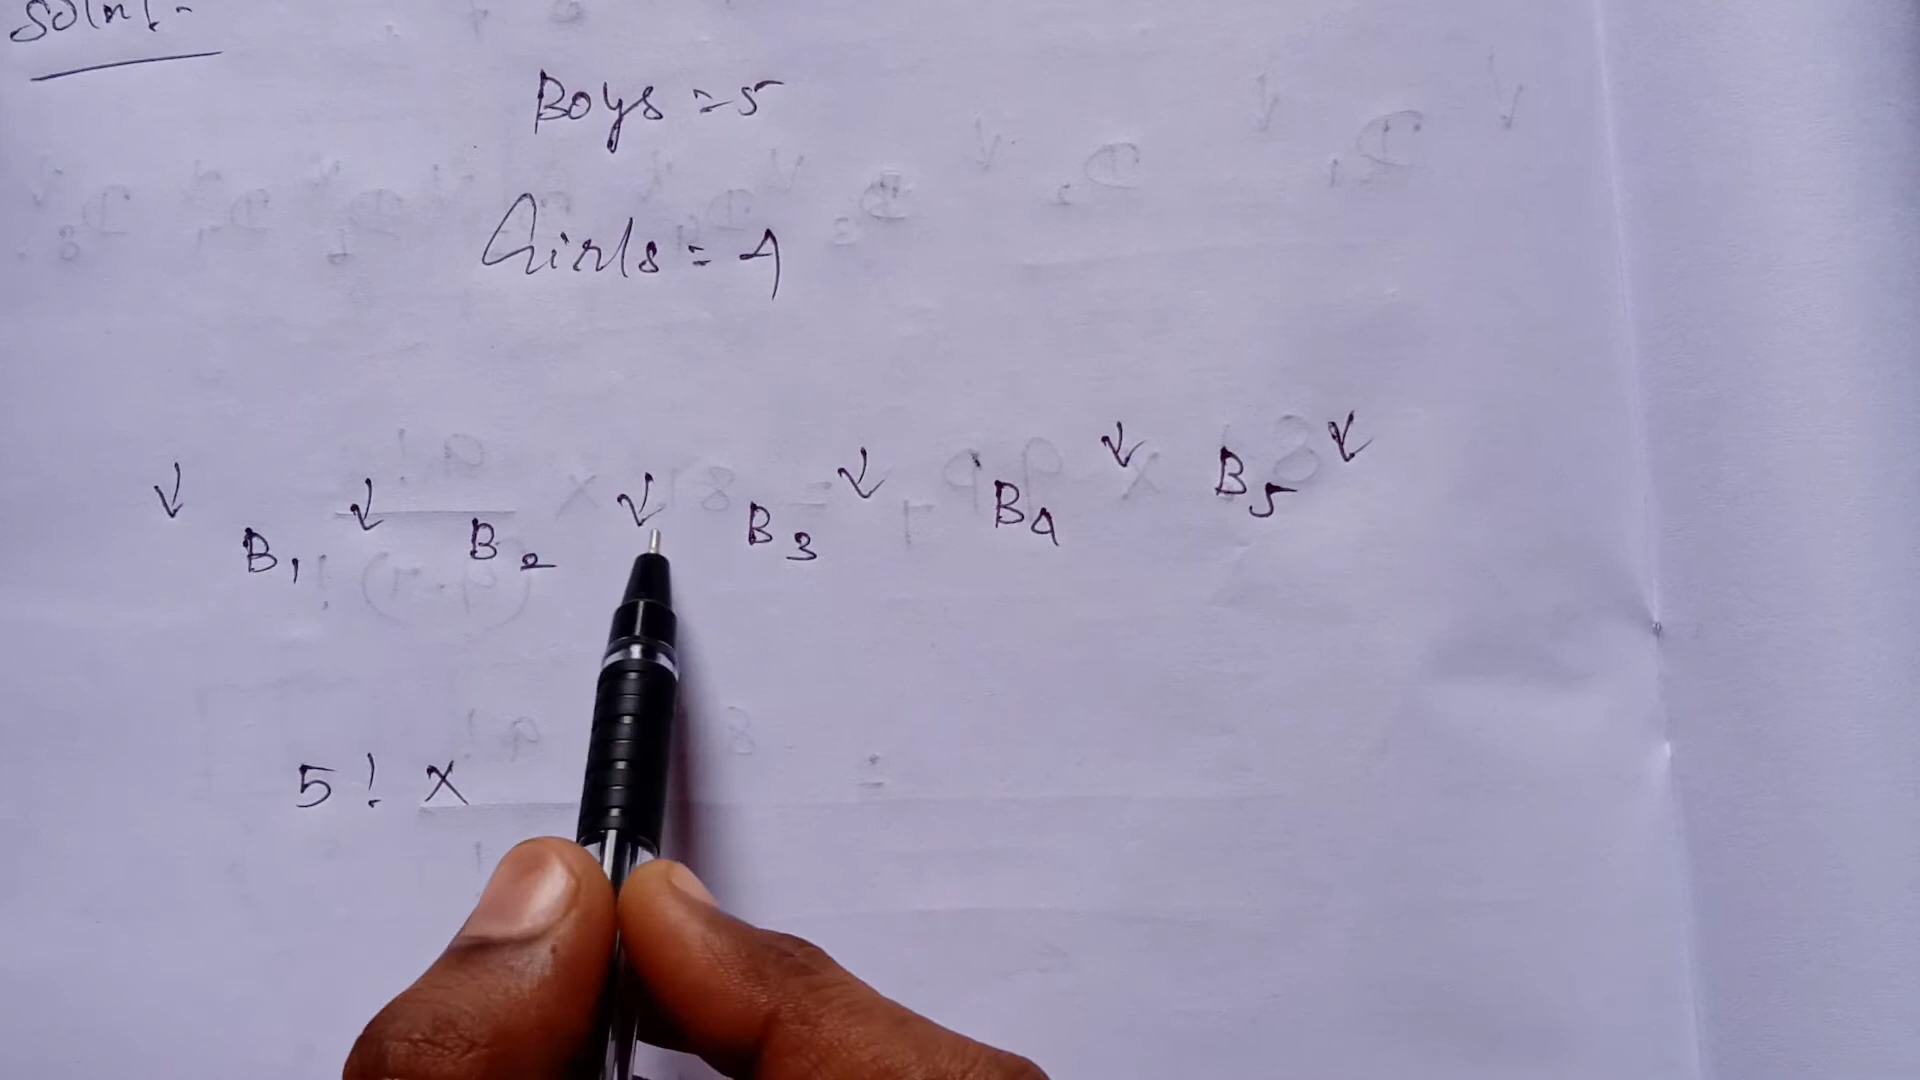 Soln:-
Boys = 5
Girls = 4
↓ B₁ ↓ B₂ ↓ B₃ ↓ B₄ ↓ B₅ ↓
5! ×